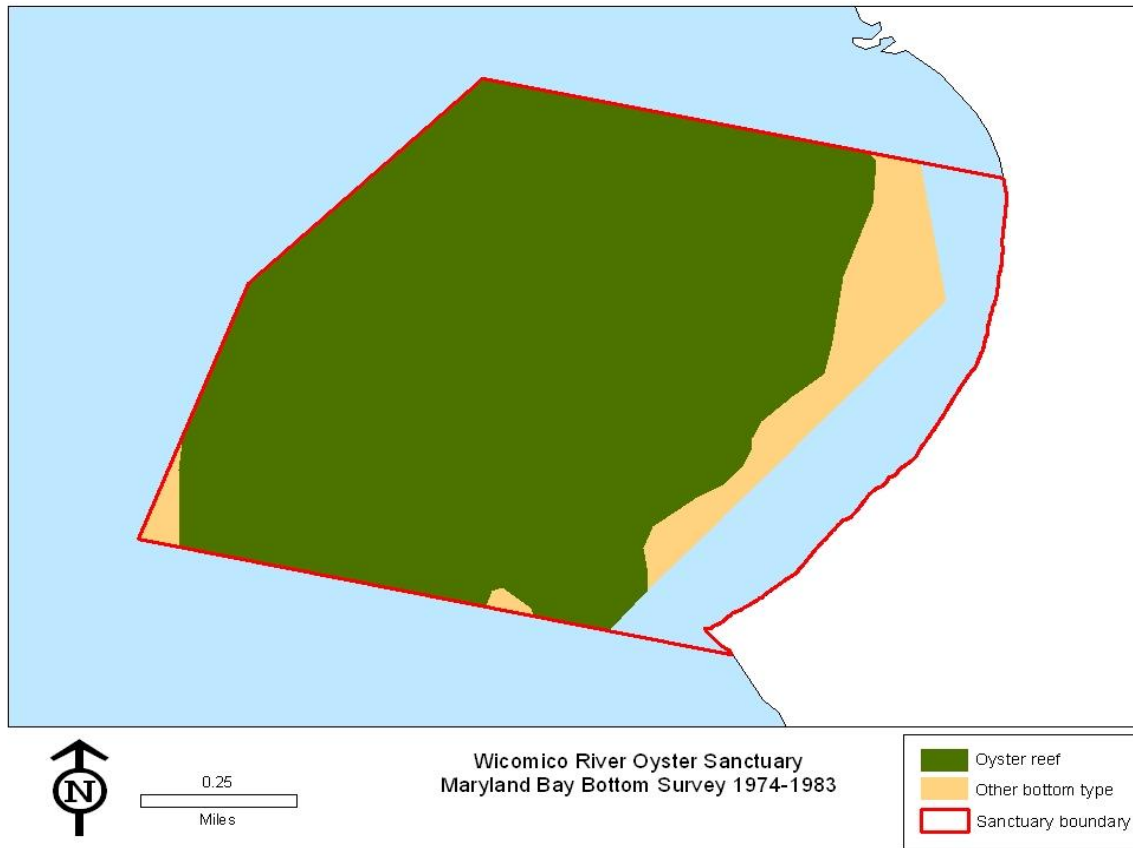 N
0.25
Miles
Wicomico River Oyster Sanctuary
Maryland Bay Bottom Survey 1974-1983
Oyster reef
Other bottom type
Sanctuary boundary